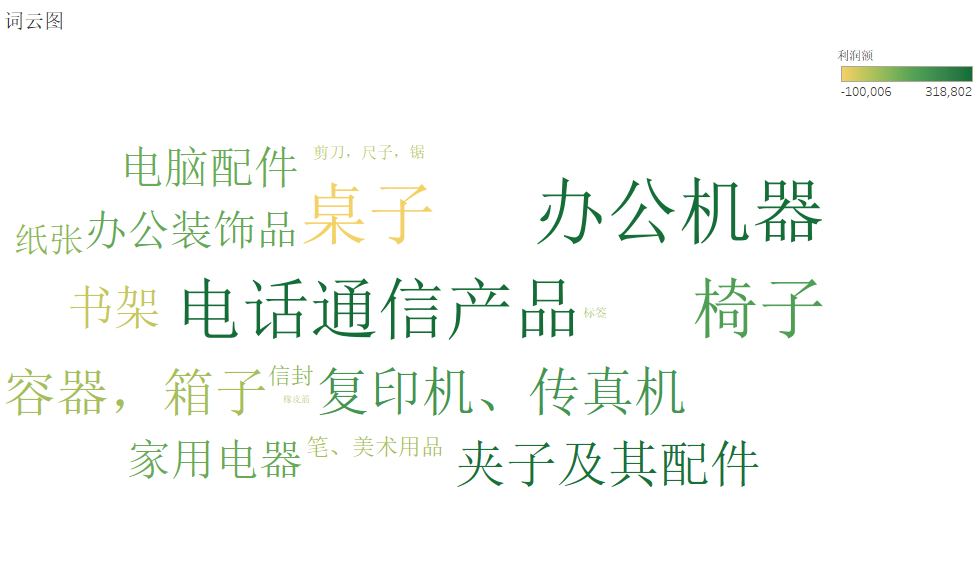 词云图
利润额
-100,006 318,802
电脑配件 剪刀，尺子，锯
纸张 办公装饰品 桌子 办公机器
书架 电话通信产品 标签 椅子
容器，箱子 信封 橡皮筋 复印机、传真机
家用电器 笔、美术用品 夹子及其配件